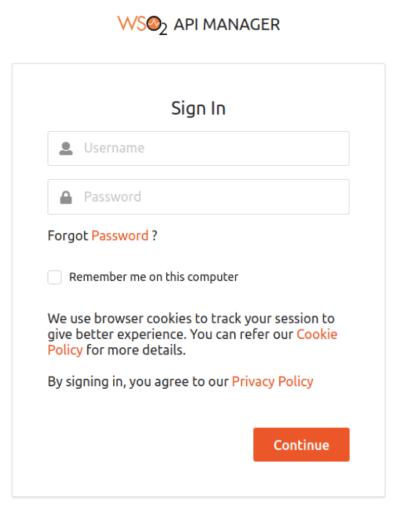 WSO2 API MANAGER
Sign In
Username
Password
Forgot Password ?
Remember me on this computer
We use browser cookies to track your session to
give better experience. You can refer our Cookie
Policy for more details.
By signing in, you agree to our Privacy Policy
Continue